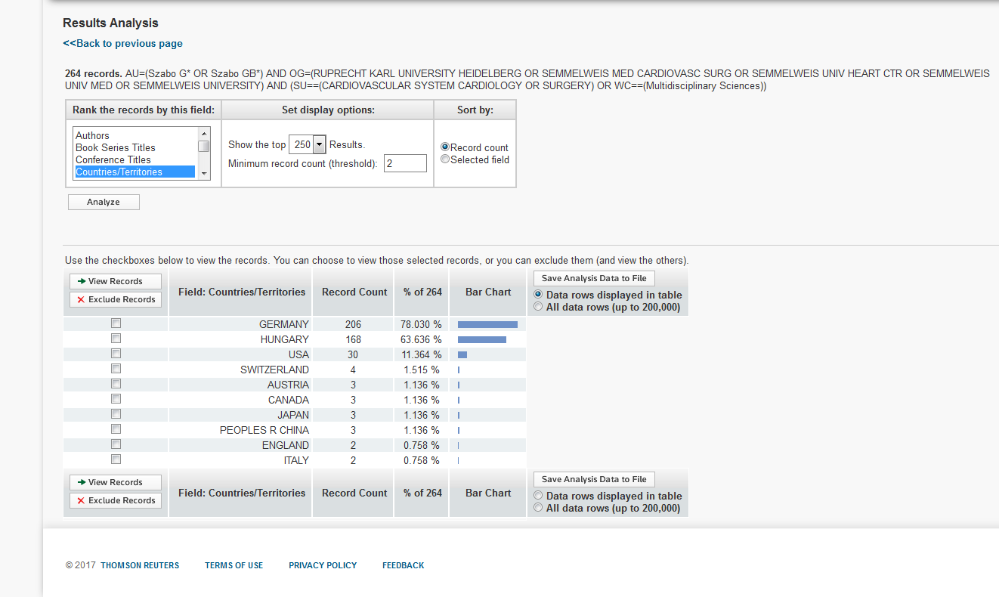 Results Analysis
<<Back to previous page
264 records. AU=(Szabo G* OR Szabo GB*) AND OG=(RUPRECHT KARL UNIVERSITY HEIDELBERG OR SEMMELWEIS MED CARDIOVASC SURG OR SEMMELWEIS UNIV HEART CTR OR SEMMELWEIS
UNIV MED OR SEMMELWEIS UNIVERSITY) AND (SU==(CARDIOVASCULAR SYSTEM CARDIOLOGY OR SURGERY) OR WC==(Multidisciplinary Sciences))
Rank the records by this field: Set display options: Sort by:
Authors
Book Series Titles
Conference Titles
Countries/Territories
Show the top 250 Results.
Minimum record count (threshold): 2
Record count
Selected field
Analyze
Use the checkboxes below to view the records. You can choose to view those selected records, or you can exclude them (and view the others).
View Records
Exclude Records
Field: Countries/Territories Record Count % of 264 Bar Chart
Save Analysis Data to File
Data rows displayed in table
All data rows (up to 200,000)
GERMANY 206 78.030 %
HUNGARY 168 63.636 %
USA 30 11.364 %
SWITZERLAND 4 1.515 %
AUSTRIA 3 1.136 %
CANADA 3 1.136 %
JAPAN 3 1.136 %
PEOPLES R CHINA 3 1.136 %
ENGLAND 2 0.758 %
ITALY 2 0.758 %
View Records
Exclude Records
Field: Countries/Territories Record Count % of 264 Bar Chart
Save Analysis Data to File
Data rows displayed in table
All data rows (up to 200,000)
© 2017 THOMSON REUTERS TERMS OF USE PRIVACY POLICY FEEDBACK